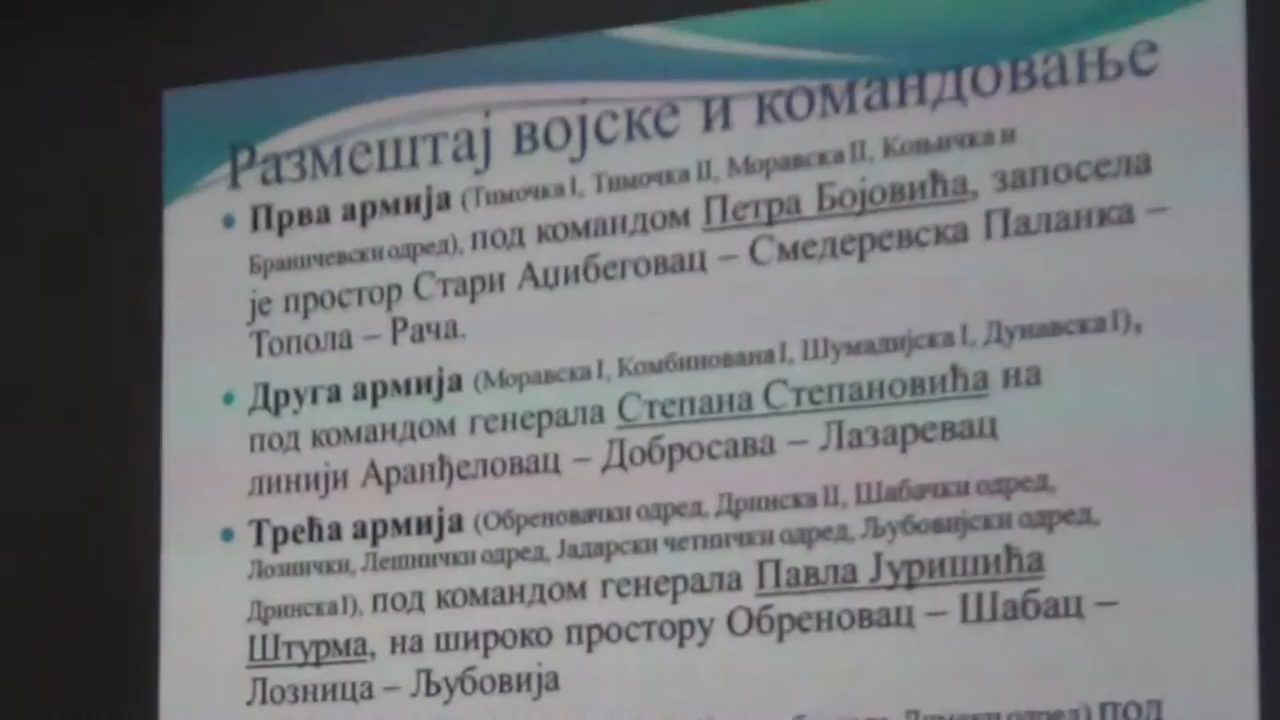 Размештај војске и командовање
• Прва армија (Тимочка I, Тимочка II, Моравска II, Коњичка и
Браничевски одред), под командом Петра Бојовића, запосела
је простор Стари Аџибеговац – Смедеревска Паланка –
Топола – Рача.
• Друга армија (Моравска I, Комбинована I, Шумадијска I, Дунавска I),
под командом генерала Степана Степановића на
линији Аранђеловац – Добросава – Лазаревац
• Трећа армија (Обреновачки одред, Дринска II, Шабачки одред,
Лознички, Лешнички одред, Јадарски четнички одред, Љубовијски одред,
Дринска I), под командом генерала Павла Јуришића
Штурма, на широко простору Обреновац – Шабац –
Лозница – Љубовија
одред) под